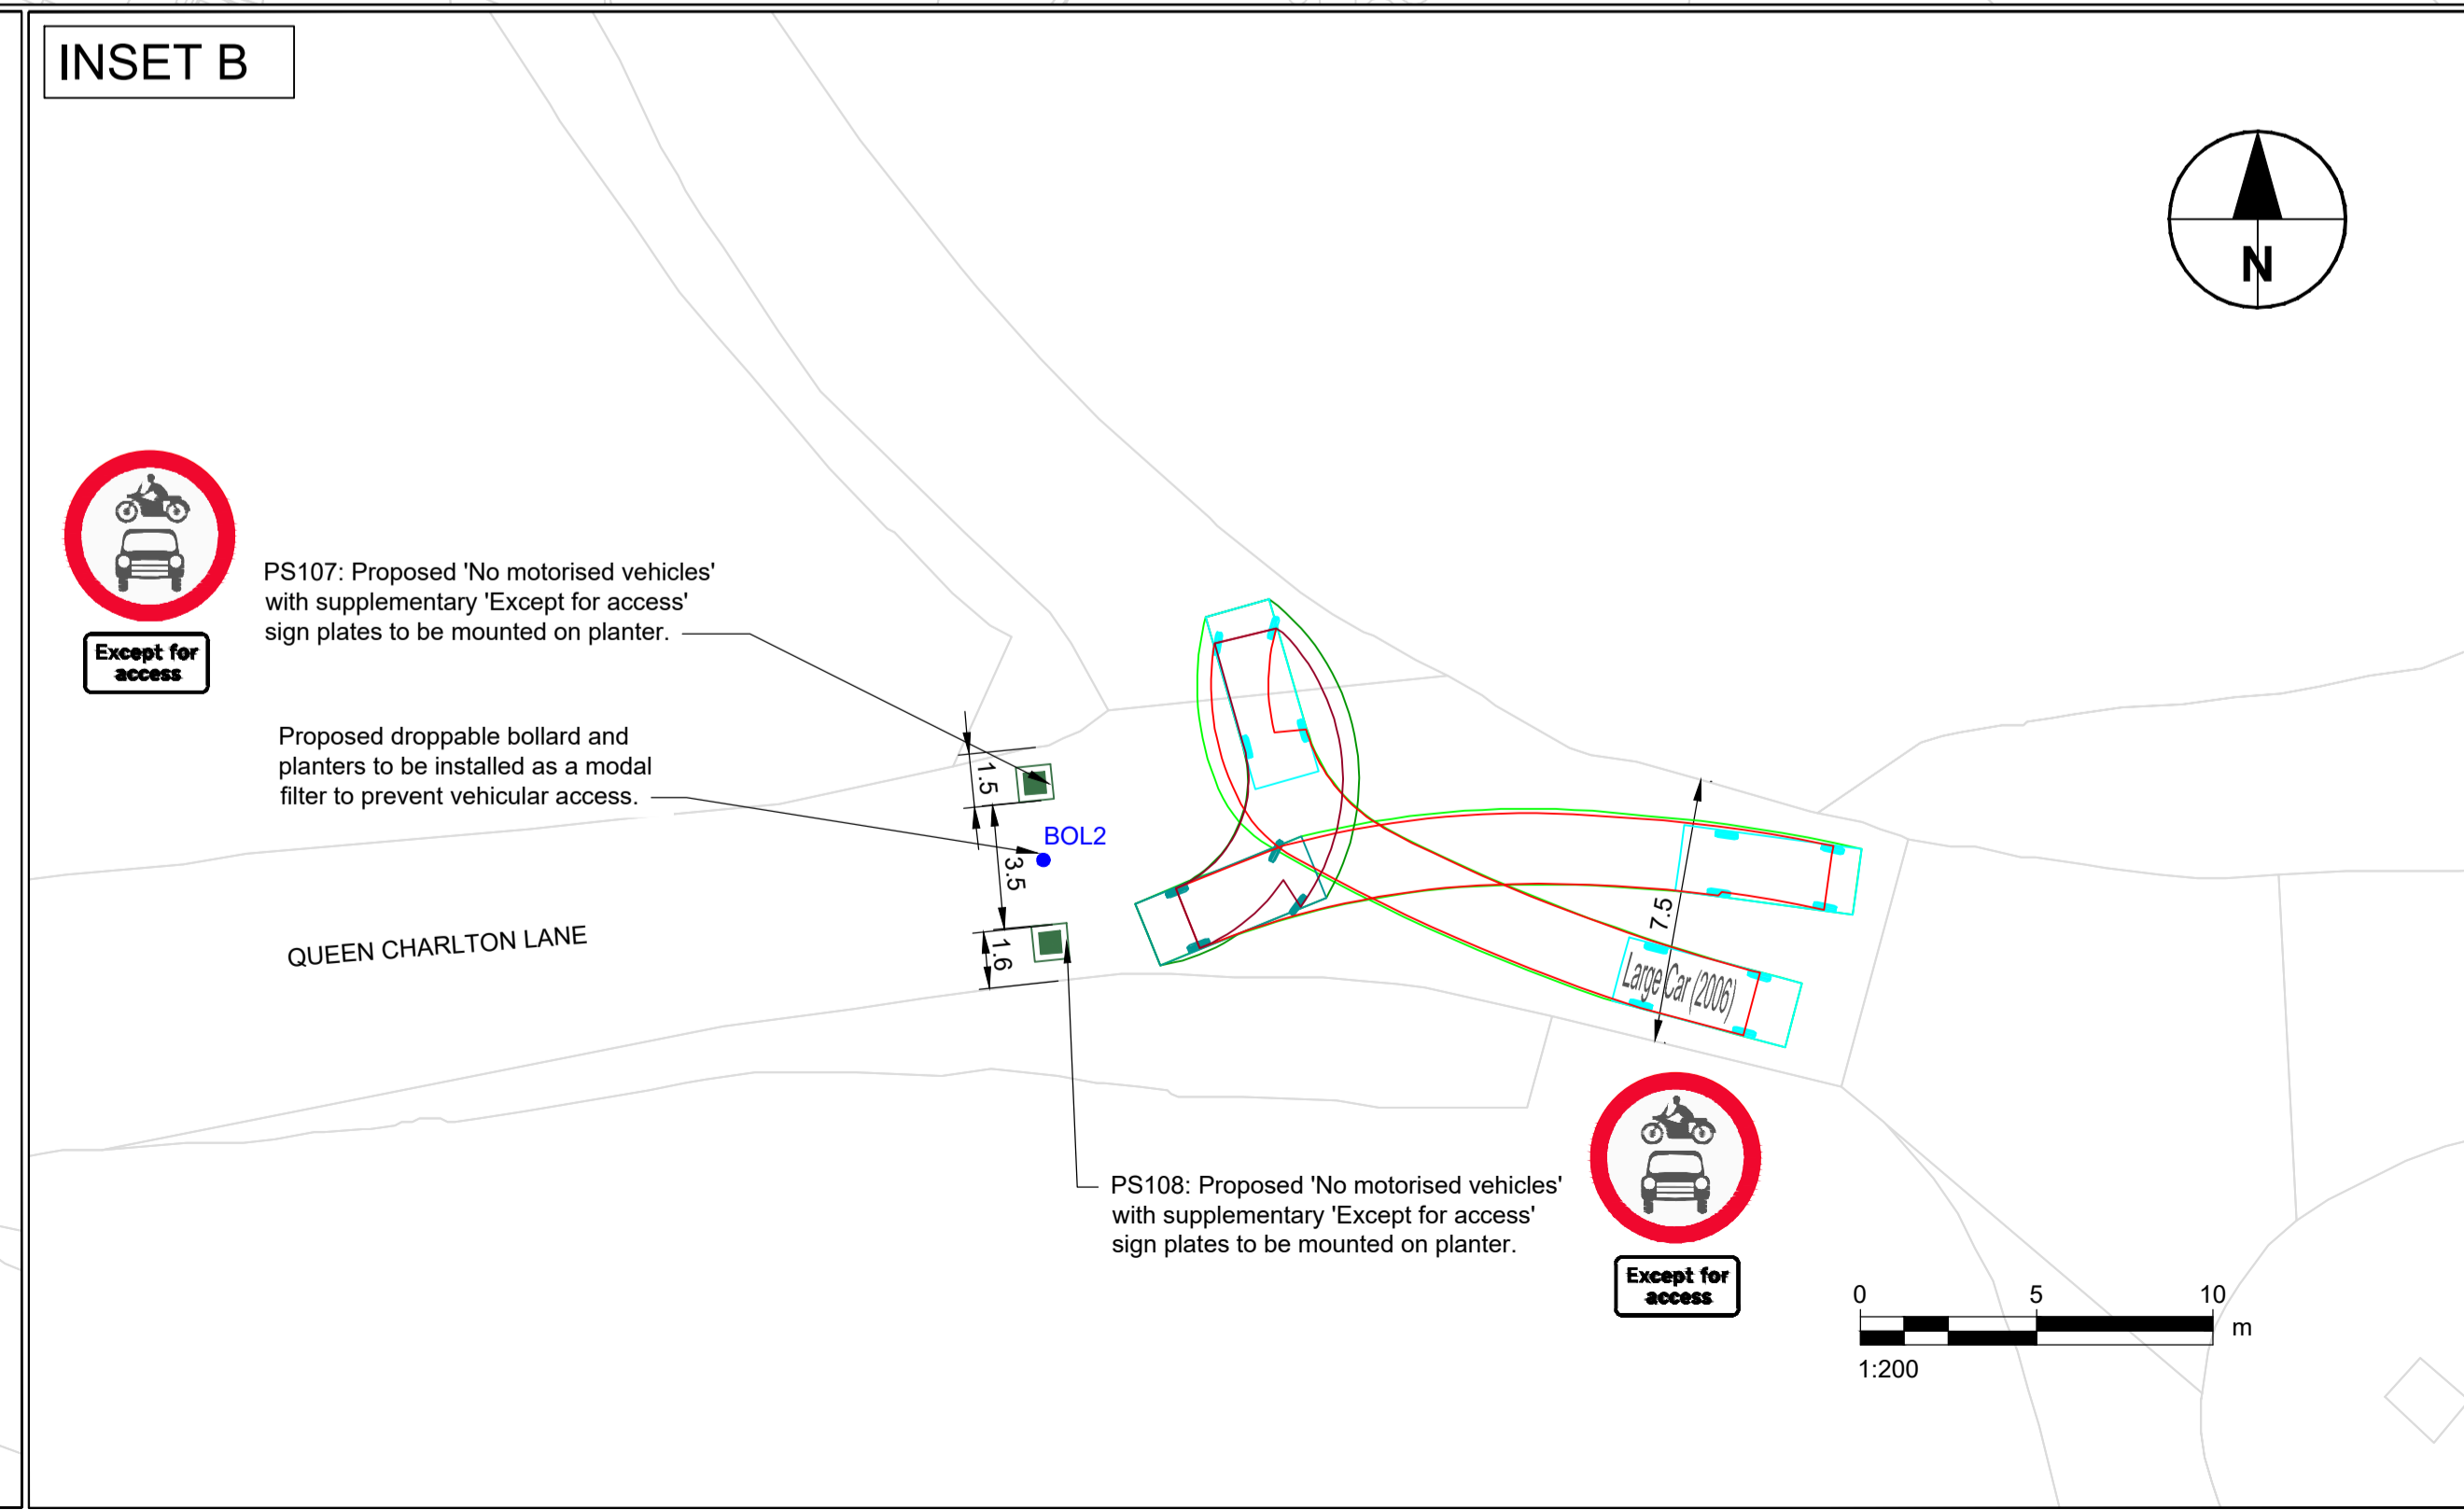 INSET B
N
PS107: Proposed 'No motorised vehicles'
with supplementary 'Except for access'
sign plates to be mounted on planter.
Except for
access
Proposed droppable bollard and
planters to be installed as a modal
filter to prevent vehicular access.
1.5
BOL2
3.5
1.6
7.5
QUEEN CHARLTON LANE
Large Car (2006)
PS108: Proposed 'No motorised vehicles'
with supplementary 'Except for access'
sign plates to be mounted on planter.
Except for
access
0 5 10
m
1:200